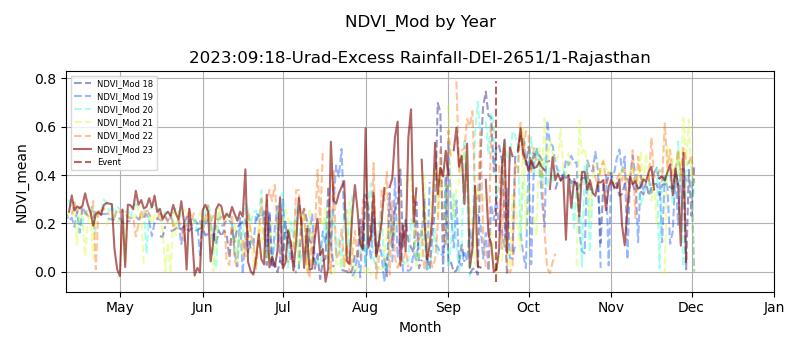 NDVI_Mod by Year
2023:09:18-Urad-Excess Rainfall-DEI-2651/1-Rajasthan
NDVI_Mod 18
NDVI_Mod 19
NDVI_Mod 20
NDVI_Mod 21
NDVI_Mod 22
NDVI_Mod 23
Event
NDVI_mean
0.8
0.6
0.4
0.2
0.0
May Jun Jul Aug Sep Oct Nov Dec Jan
Month